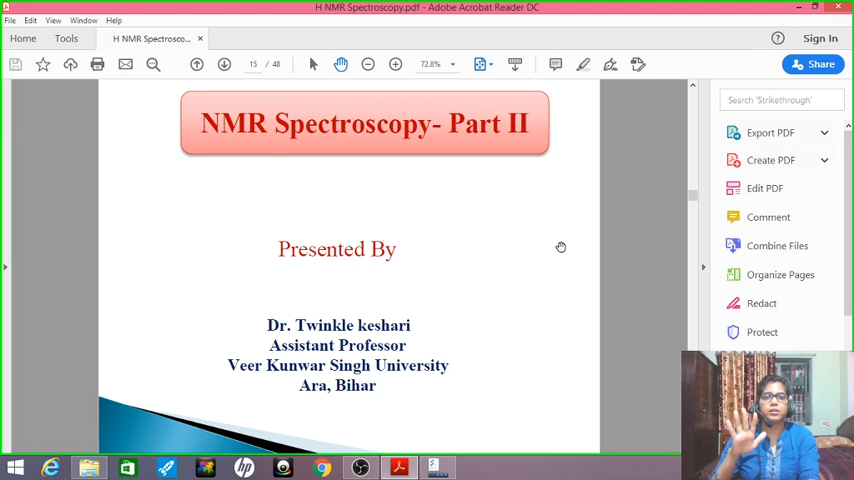 H NMR Spectroscopy.pdf - Adobe Acrobat Reader DC
File Edit View Window Help
Home Tools H NMR Spectrosco... × Sign In
15 / 48 72.8% Share
NMR Spectroscopy- Part II
Presented By
Dr. Twinkle keshari
Assistant Professor
Veer Kunwar Singh University
Ara, Bihar
Search 'Strikethrough'
Export PDF
Create PDF
Edit PDF
Comment
Combine Files
Organize Pages
Redact
Protect